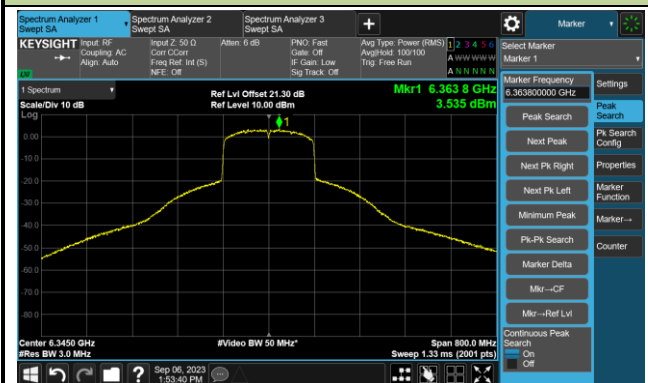 Spectrum Analyzer 1
Swept SA
Spectrum Analyzer 2
Swept SA
Spectrum Analyzer 3
Swept SA
+
Marker
KEYSIGHT
Input: RF
Coupling: AC
Align: Auto
Input Z: 50 Ω
Corr CCorr
Freq Ref: Int (S)
NFE: Off
Atten: 6 dB
PNO: Fast
Gate: Off
IF Gain: Low
Sig Track: Off
Avg Type: Power (RMS)
Avg|Hold: 100/100
Trig: Free Run
1 2 3 4 5 6
A W W W W W
A N N N N N
Select Marker
Marker 1
1 Spectrum
Scale/Div 10 dB
Log
Ref Lvl Offset 21.30 dB
Ref Level 10.00 dBm
Mkr1 6.363 8 GHz
3.535 dBm
1
0.00
-10.0
-20.0
-30.0
-40.0
-50.0
-60.0
-70.0
-80.0
Center 6.3450 GHz
#Res BW 3.0 MHz
#Video BW 50 MHz*
Span 800.0 MHz
Sweep 1.33 ms (2001 pts)
Marker Frequency
6.363800000 GHz
Peak Search
Next Peak
Next Pk Right
Next Pk Left
Minimum Peak
Pk-Pk Search
Marker Delta
Mkr→CF
Mkr→Ref Lvl
Continuous Peak
Search
On
Off
Settings
Peak
Search
Pk Search
Config
Properties
Marker
Function
Marker→
Counter
?
Sep 06, 2023
1:53:40 PM